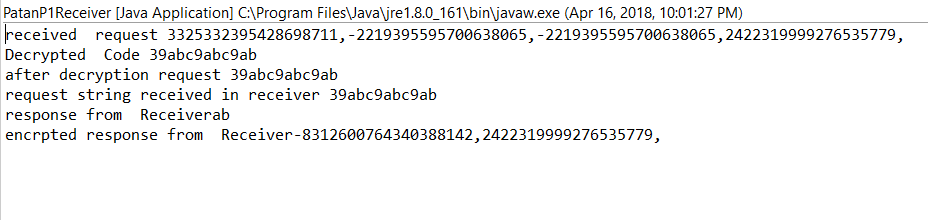 PatanP1Receiver [Java Application] C:\Program Files\Java\jre1.8.0_161\bin\javaw.exe (Apr 16, 2018, 10:01:27 PM)
received  request 3325332395428698711,-2219395595700638065,-2219395595700638065,2422319999276535779,
Decrypted  Code 39abc9abc9ab
after decryption request 39abc9abc9ab
request string received in receiver 39abc9abc9ab
response from  Receiverab
encrpted response from  Receiver-8312600764340388142,2422319999276535779,